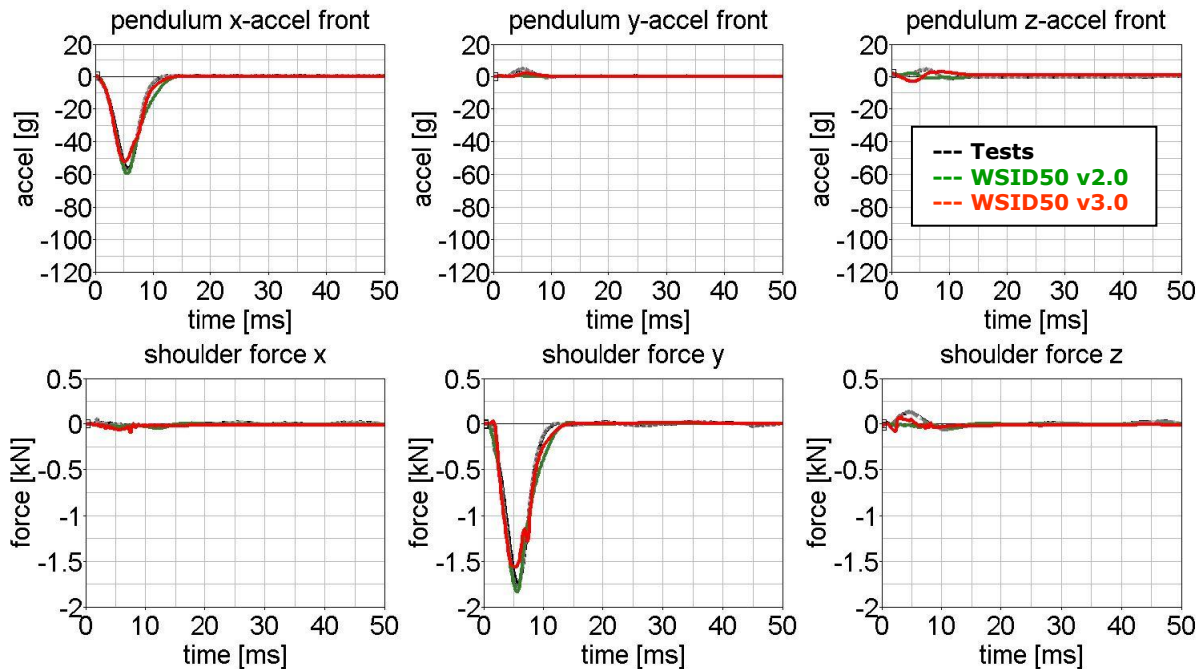 pendulum x-accel front
pendulum y-accel front
pendulum z-accel front
accel [g]
20
0
-20
-40
-60
-80
-100
-120
0 10 20 30 40 50
time [ms]
accel [g]
20
0
-20
-40
-60
-80
-100
-120
0 10 20 30 40 50
time [ms]
accel [g]
20
0
-20
-40
-60
-80
-100
-120
0 10 20 30 40 50
time [ms]
Tests
WSID50 v2.0
WSID50 v3.0
shoulder force x
shoulder force y
shoulder force z
force [kN]
0.5
0
-0.5
-1
-1.5
-2
0 10 20 30 40 50
time [ms]
force [kN]
0.5
0
-0.5
-1
-1.5
-2
0 10 20 30 40 50
time [ms]
force [kN]
0.5
0
-0.5
-1
-1.5
-2
0 10 20 30 40 50
time [ms]